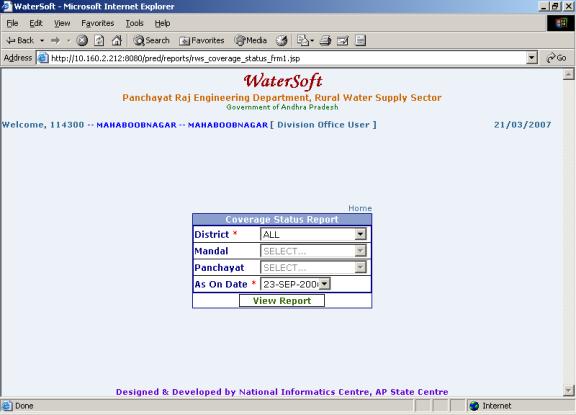 WaterSoft - Microsoft Internet Explorer
File Edit View Favorites Tools Help
Back Search Favorites Media
Address http://10.160.2.212:8080/pred/reports/rws_coverage_status_frm1.jsp Go
WaterSoft
Panchayat Raj Engineering Department, Rural Water Supply Sector
Government of Andhra Pradesh
Welcome, 114300 -- MAHABOOBNAGAR -- MAHABOOBNAGAR [ Division Office User ] 21/03/2007
Home
Coverage Status Report
District * ALL
Mandal SELECT...
Panchayat SELECT...
As On Date * 23-SEP-200
View Report
Designed & Developed by National Informatics Centre, AP State Centre
Done Internet